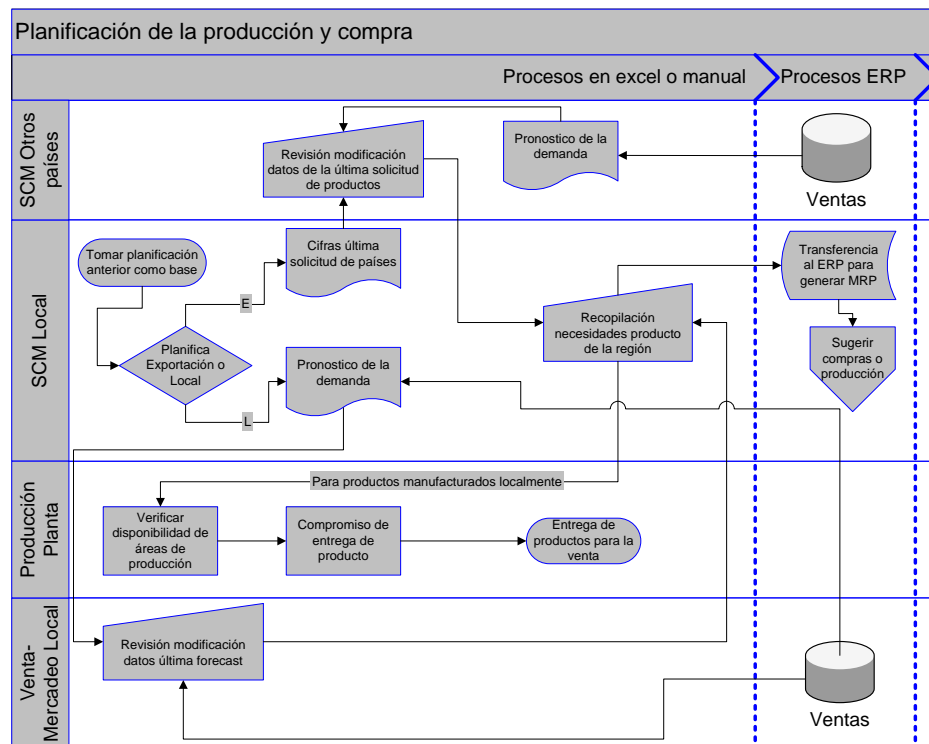 Planificación de la producción y compra
Procesos en excel o manual
Procesos ERP
SCM Otros
países
Revisión modificación
datos de la última solicitud
de productos
Pronostico de la
demanda
Ventas
SCM Local
Tomar planificación
anterior como base
Cifras última
solicitud de países
Transferencia
al ERP para
generar MRP
E
Recopilación
necesidades producto
de la región
Planifica
Exportación o
Local
Pronostico de la
demanda
Sugerir
compras o
producción
L
Producción
Planta
Para productos manufacturados localmente
Verificar
disponibilidad de
áreas de
producción
Compromiso de
entrega de
producto
Entrega de
productos para la
venta
Venta-
Mercadeo Local
Revisión modificación
datos última forecast
Ventas